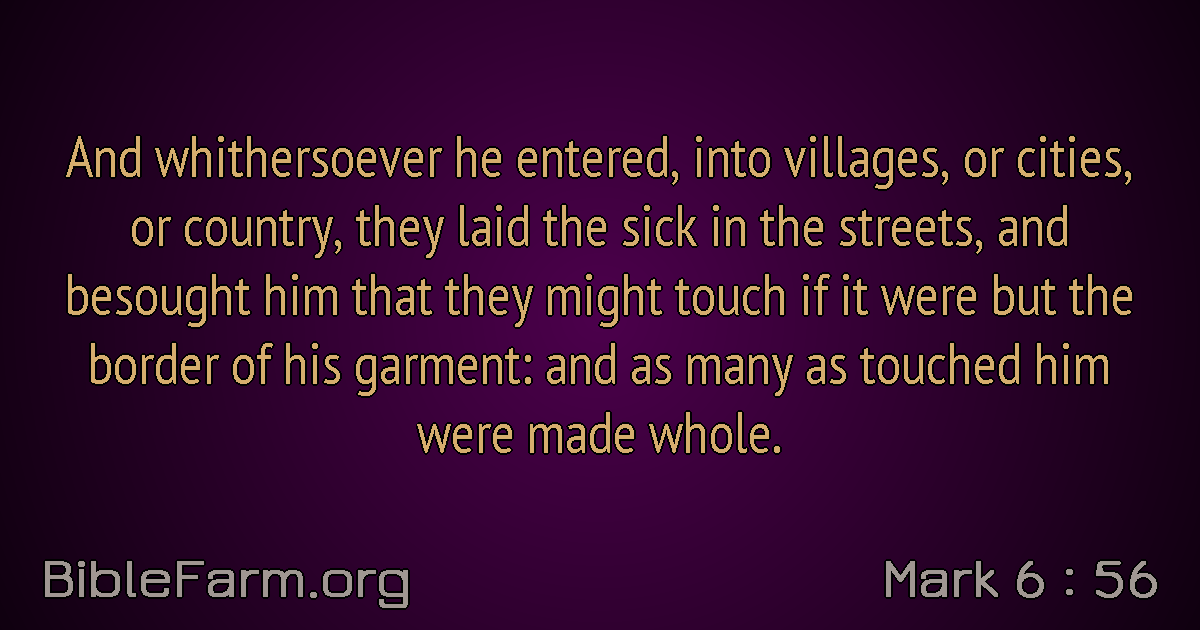 And whithersoever he entered, into villages, or cities,
or country, they laid the sick in the streets, and
besought him that they might touch if it were but the
border of his garment: and as many as touched him
were made whole.
BibleFarm.org
Mark 6 : 56